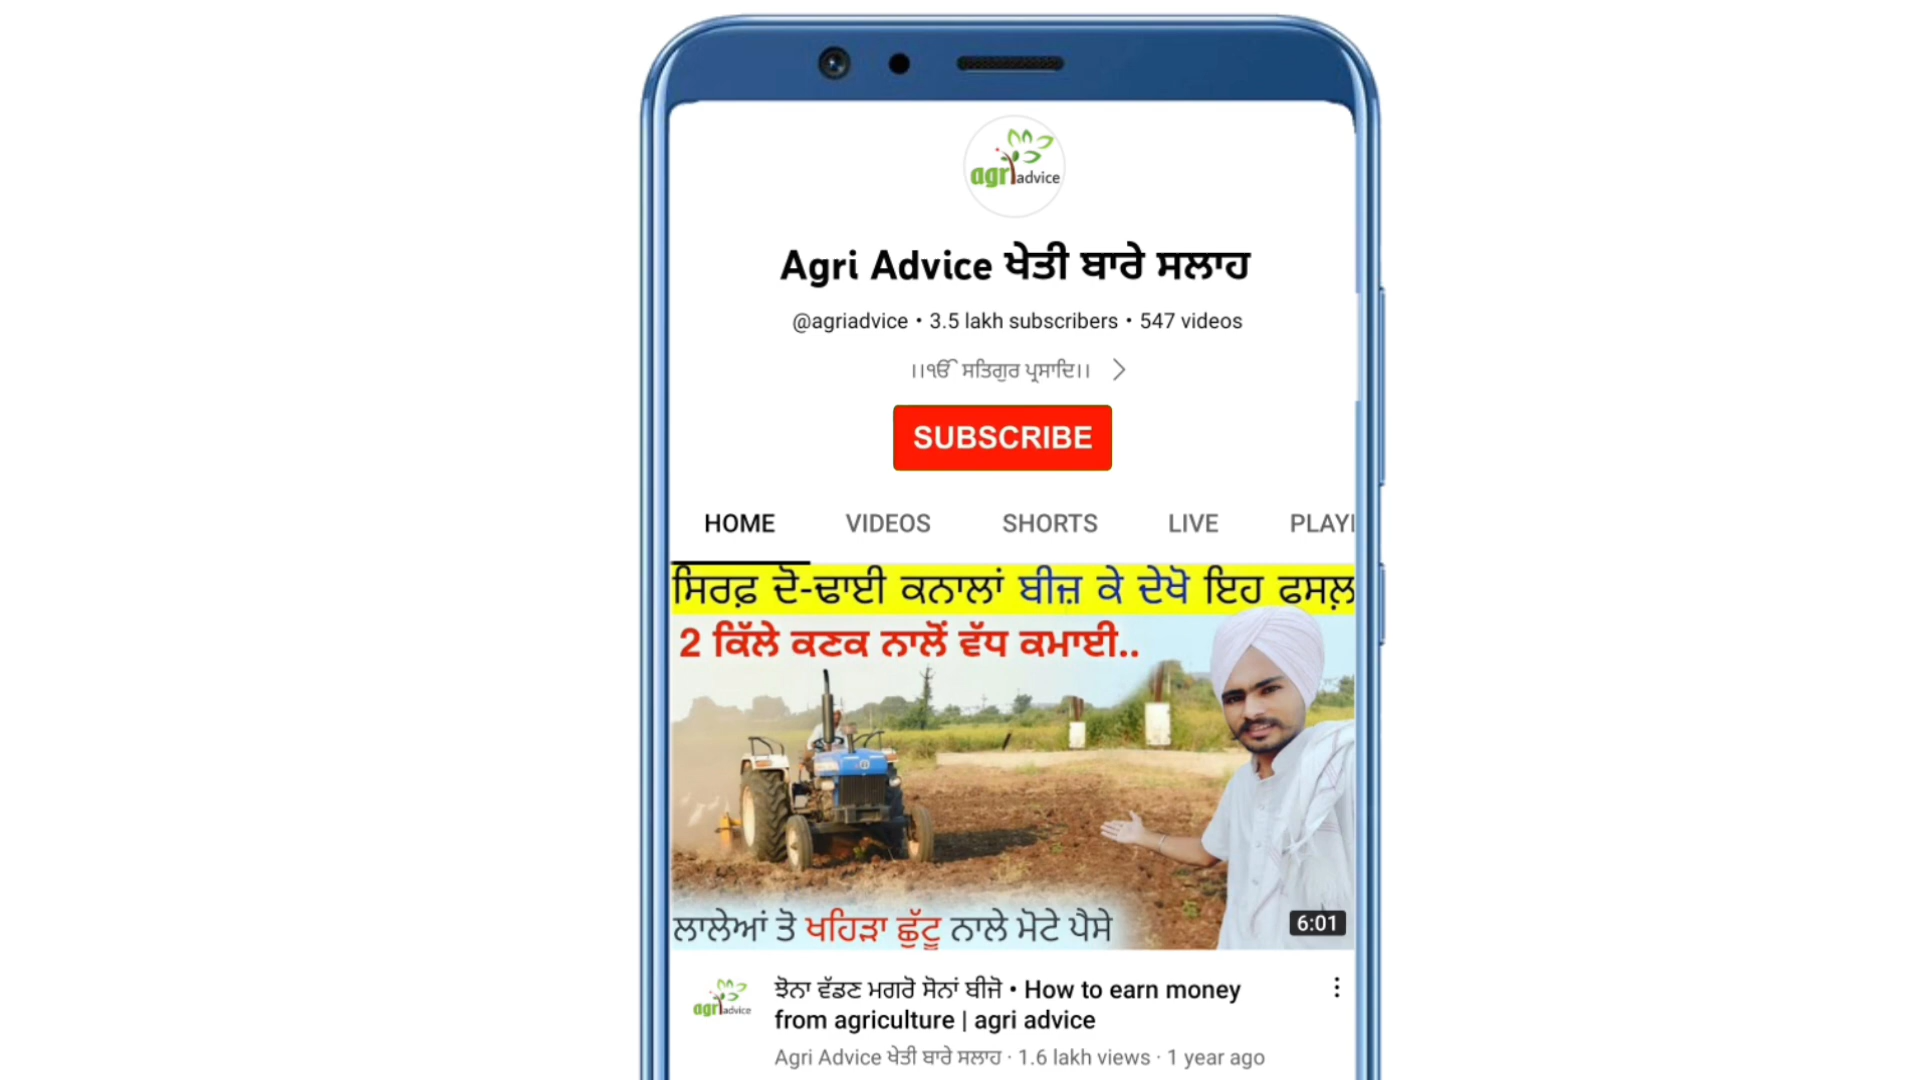 agri advice
Agri Advice ਖੇਤੀ ਬਾਰੇ ਸਲਾਹ
@agriadvice • 3.5 lakh subscribers • 547 videos
।।ੴ ਸਤਿਗੁਰ ਪ੍ਰਸਾਦਿ।।
SUBSCRIBE
HOME VIDEOS SHORTS LIVE PLAYI
ਸਿਰਫ਼ ਦੋ-ਢਾਈ ਕਨਾਲਾਂ ਬੀਜ਼ ਕੇ ਦੇਖੋ ਇਹ ਫਸਲ਼
2 ਕਿੱਲੇ ਕਣਕ ਨਾਲੋਂ ਵੱਧ ਕਮਾਈ..
ਲਾਲੇਆਂ ਤੋ ਖਹਿੜਾ ਛੁੱਟੂ ਨਾਲੇ ਮੋਟੇ ਪੈਸੇ
6:01
agri advice
ਝੋਨਾ ਵੱਡਣ ਮਗਰੋ ਸੋਨਾਂ ਬੀਜੋ • How to earn money
from agriculture | agri advice
Agri Advice ਖੇਤੀ ਬਾਰੇ ਸਲਾਹ · 1.6 lakh views · 1 year ago